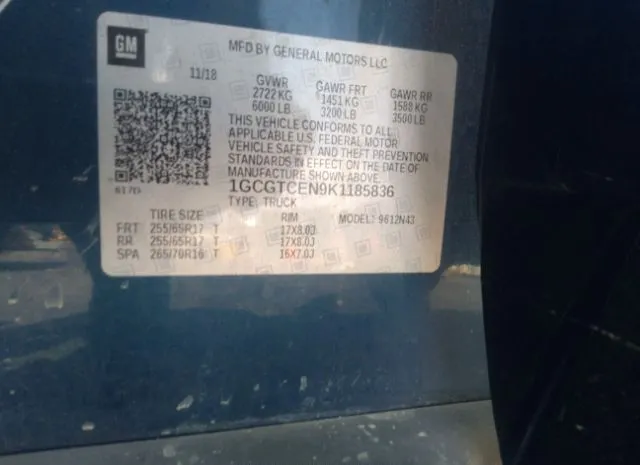 GM
MFD BY GENERAL MOTORS LLC
11/18
GVWR GAWR FRT GAWR RR
2722 KG 1451 KG 1588 KG
6000 LB 3200 LB 3500 LB
THIS VEHICLE CONFORMS TO ALL
APPLICABLE U.S. FEDERAL MOTOR
VEHICLE SAFETY AND THEFT PREVENTION
STANDARDS IN EFFECT ON THE DATE OF
MANUFACTURE SHOWN ABOVE.
1GCGTCEN9K1185836
TYPE: TRUCK
617D
TIRE SIZE RIM MODEL: 9612N43
FRT 255/65R17 T 17X8.0J
RR 255/65R17 T 17X8.0J
SPA 265/70R16 T 16X7.0J